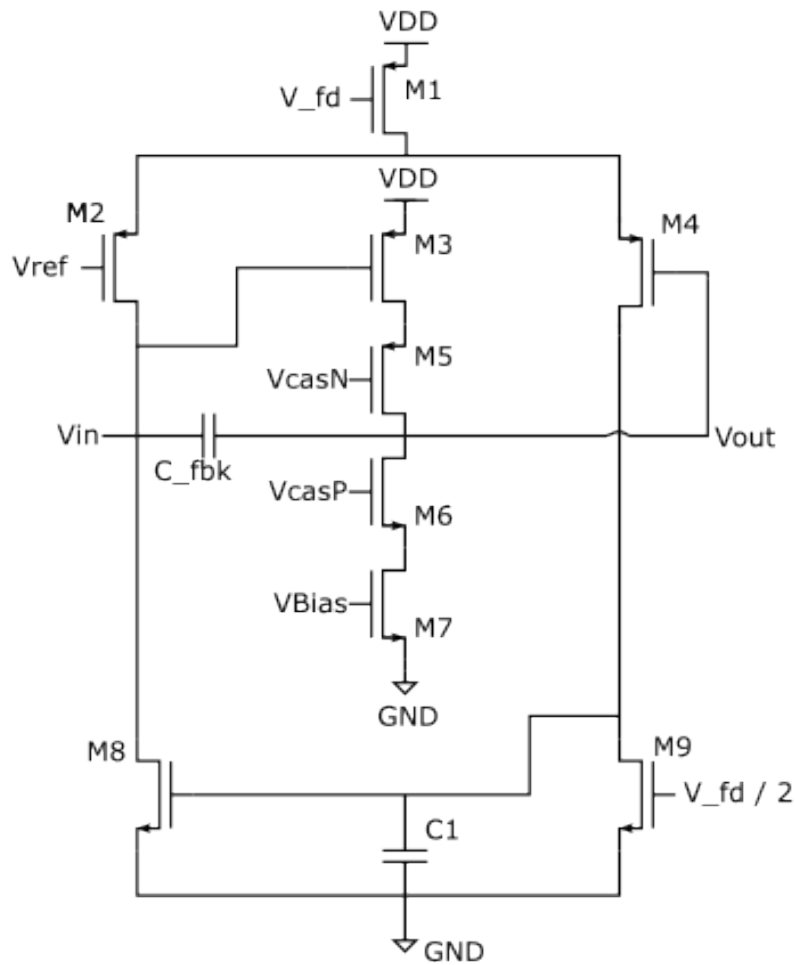 VDD
V_fd
M1
VDD
M2
M3
M4
Vref
M5
VcasN
Vin
Vout
C_fbk
VcasP
M6
VBias
M7
GND
M8
M9
V_fd / 2
C1
GND